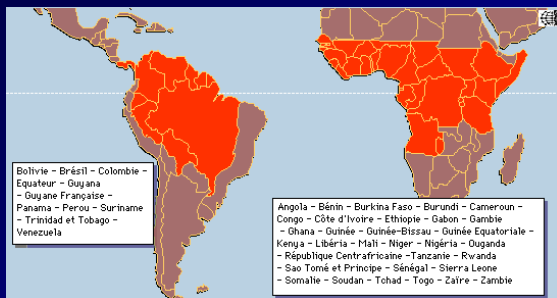 Bolivie - Brésil - Colombie -
Equateur - Guyana
- Guyane Française -
Panama - Perou - Suriname
- Trinidad et Tobago -
Venezuela
Angola - Bénin - Burkina Faso - Burundi - Cameroun -
Congo - Côte d'Ivoire - Ethiopie - Gabon - Gambie
- Ghana - Guinée - Guinée-Bissau - Guinée Equatoriale -
Kenya - Libéria - Mali - Niger - Nigéria - Ouganda
- République Centrafricaine -Tanzanie - Rwanda
- Sao Tomé et Principe - Sénégal - Sierra Leone
- Somalie - Soudan - Tchad - Togo - Zaïre - Zambie